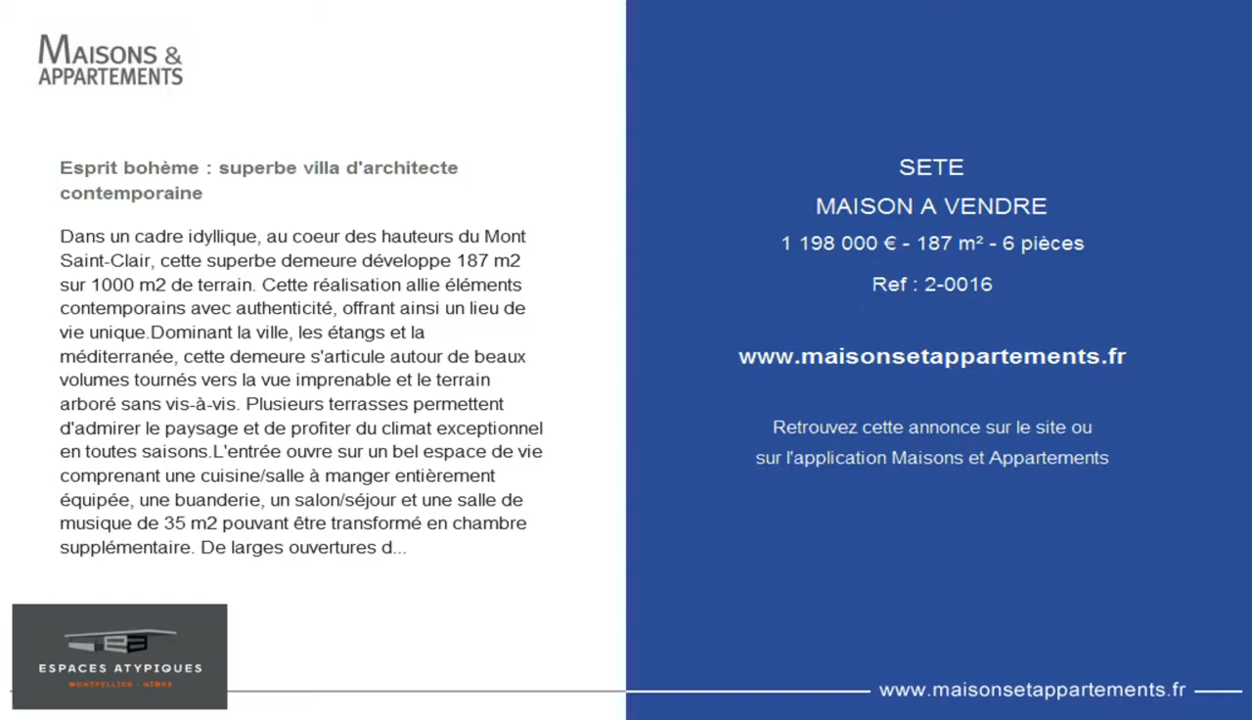 MAISONS &
APPARTEMENTS
Esprit bohème : superbe villa d'architecte
contemporaine
Dans un cadre idyllique, au coeur des hauteurs du Mont
Saint-Clair, cette superbe demeure développe 187 m2
sur 1000 m2 de terrain. Cette réalisation allie éléments
contemporains avec authenticité, offrant ainsi un lieu de
vie unique.Dominant la ville, les étangs et la
méditerranée, cette demeure s'articule autour de beaux
volumes tournés vers la vue imprenable et le terrain
arboré sans vis-à-vis. Plusieurs terrasses permettent
d'admirer le paysage et de profiter du climat exceptionnel
en toutes saisons.L'entrée ouvre sur un bel espace de vie
comprenant une cuisine/salle à manger entièrement
équipée, une buanderie, un salon/séjour et une salle de
musique de 35 m2 pouvant être transformé en chambre
supplémentaire. De larges ouvertures d...
SETE
MAISON A VENDRE
1 198 000 € - 187 m² - 6 pièces
Ref : 2-0016
www.maisonsetappartements.fr
Retrouvez cette annonce sur le site ou
sur l'application Maisons et Appartements
ea
ESPACES ATYPIQUES
MONTPELLIER - NÎMES
www.maisonsetappartements.fr